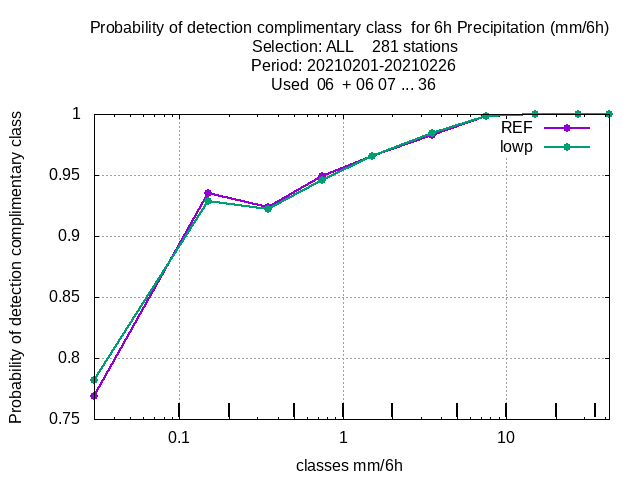 Probability of detection complimentary class  for 6h Precipitation (mm/6h)
Selection: ALL    281 stations
Period: 20210201-20210226
Used  06  + 06 07 ... 36
REF
lowp
Probability of detection complimentary class
1
0.95
0.9
0.85
0.8
0.75
0.1
1
10
classes mm/6h